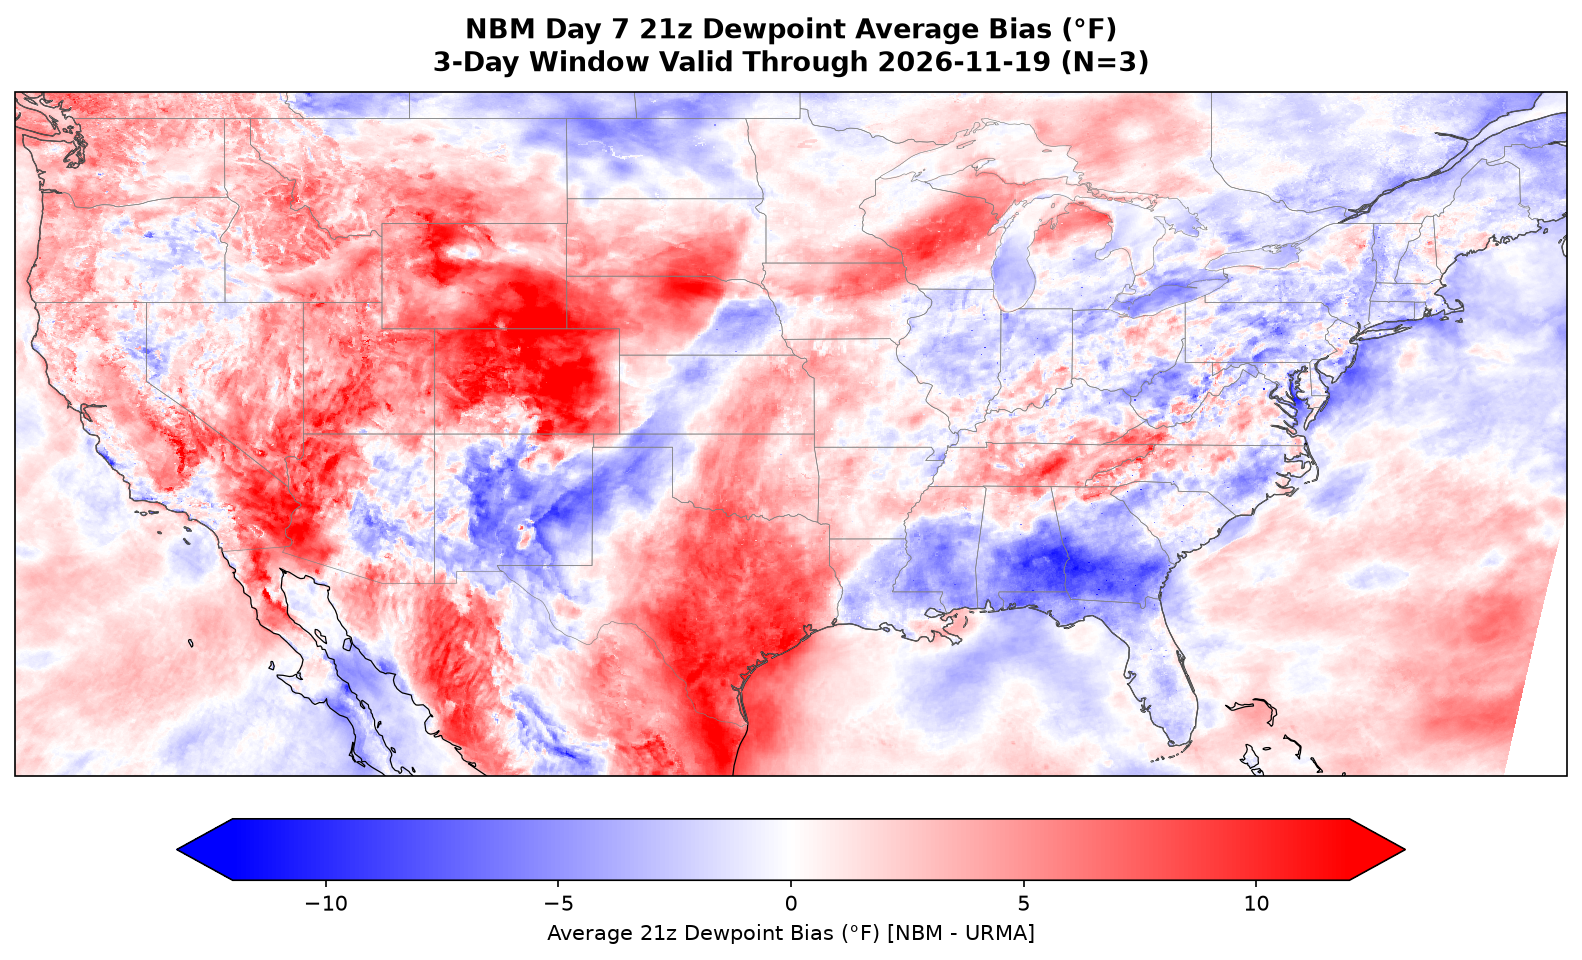 NBM Day 7 21z Dewpoint Average Bias (°F)
3-Day Window Valid Through 2026-11-19 (N=3)
−10 −5 0 5 10
Average 21z Dewpoint Bias (°F) [NBM - URMA]